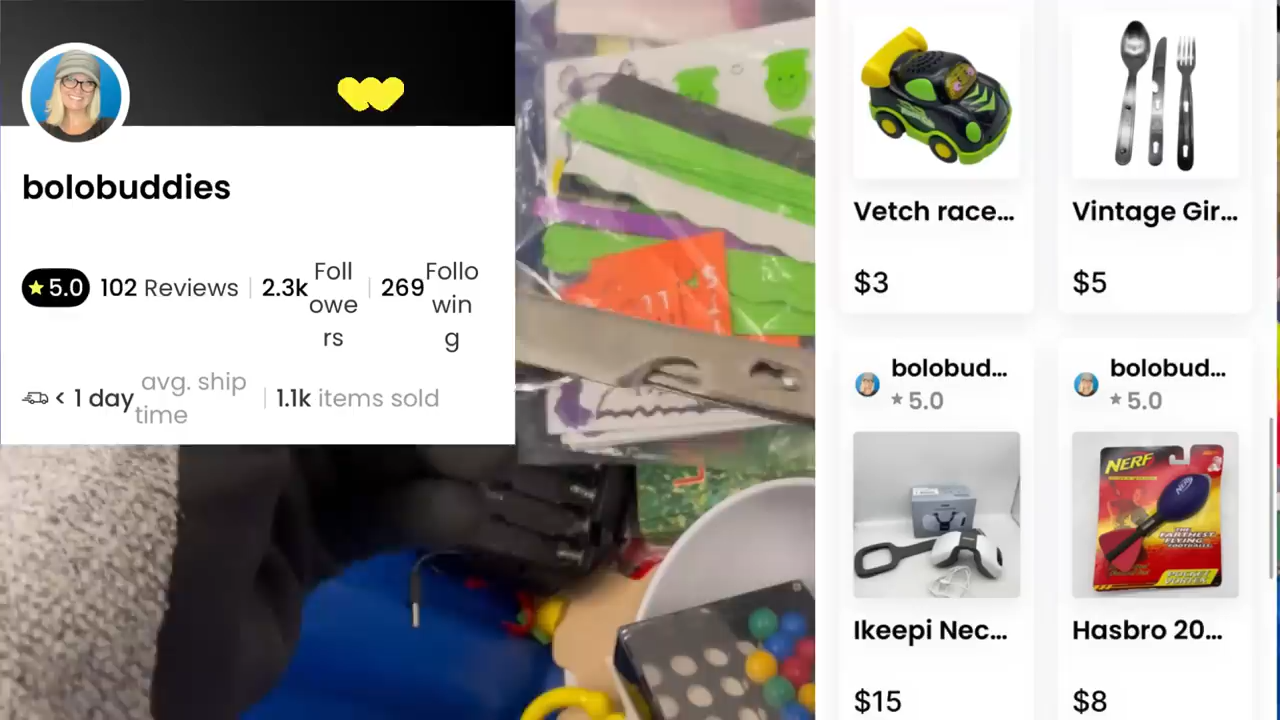 bolobuddies
5.0 102 Reviews 2.3k Foll
owe
rs 269 Follo
win
g
< 1 day avg. ship
time 1.1k items sold
Vetch race...
$3
Vintage Gir...
$5
bolobud...
5.0
Ikeepi Nec...
$15
bolobud...
5.0
NERF
THE
FARTHEST
FLYING
FOOTBALL
POCKET
VORTEX
Hasbro 20...
$8